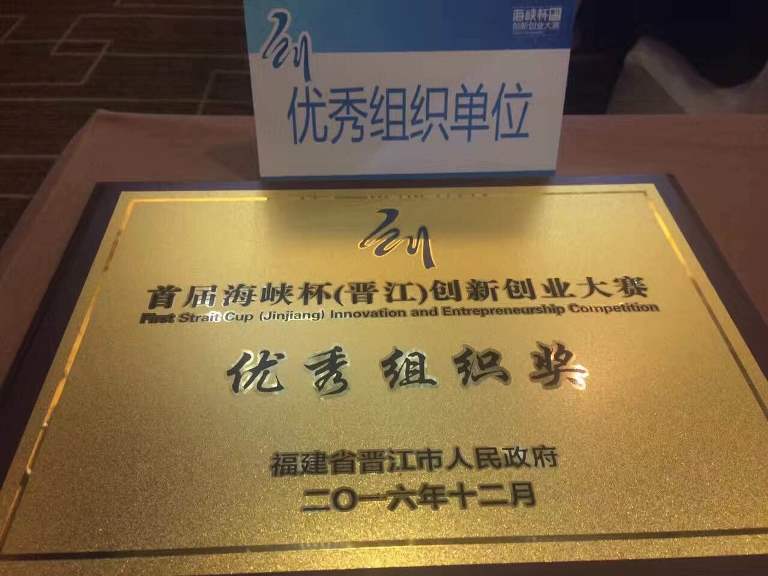 海峡杯
创新创业大赛
创
优秀组织单位
创
首届海峡杯(晋江)创新创业大赛
First Strait Cup (Jinjiang) Innovation and Entrepreneurship Competition
优秀组织奖
福建省晋江市人民政府
二〇一六年十二月